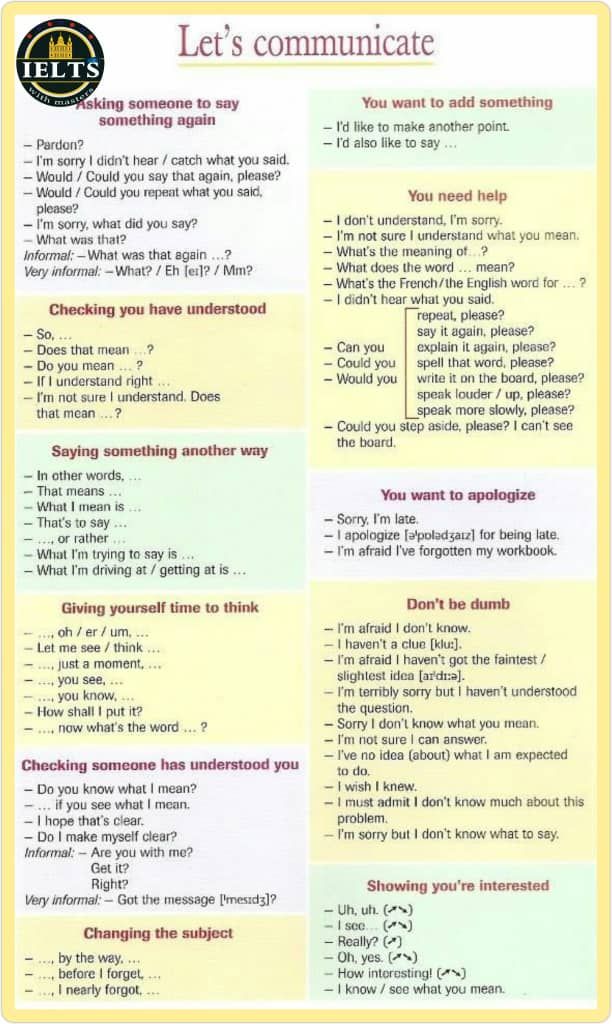 IELTS
with masters
Let's communicate
Asking someone to say
something again
– Pardon?
– I'm sorry I didn't hear / catch what you said.
– Would / Could you say that again, please?
– Would / Could you repeat what you said,
please?
– I'm sorry, what did you say?
– What was that?
Informal: – What was that again …?
Very informal: – What? / Eh [eɪ]? / Mm?
Checking you have understood
– So, …
– Does that mean …?
– Do you mean … ?
– If I understand right …
– I'm not sure I understand. Does
that mean …?
Saying something another way
– In other words, …
– That means …
– What I mean is …
– That's to say …
– …, or rather …
– What I'm trying to say is …
– What I'm driving at / getting at is …
Giving yourself time to think
– …, oh / er / um, …
– Let me see / think …
– …, just a moment, …
– …, you see, …
– …, you know, …
– How shall I put it?
– …, now what's the word … ?
Checking someone has understood you
– Do you know what I mean?
– … if you see what I mean.
– I hope that's clear.
– Do I make myself clear?
Informal: – Are you with me?
Get it?
Right?
Very informal: – Got the message [ˈmesɪdʒ]?
Changing the subject
– …, by the way, …
– …, before I forget, …
– …, I nearly forgot, …
You want to add something
– I'd like to make another point.
– I'd also like to say …
You need help
– I don't understand, I'm sorry.
– I'm not sure I understand what you mean.
– What's the meaning of…?
– What does the word … mean?
– What's the French/the English word for … ?
– I didn't hear what you said.
repeat, please?
say it again, please?
– Can you explain it again, please?
– Could you spell that word, please?
– Would you write it on the board, please?
speak louder / up, please?
speak more slowly, please?
– Could you step aside, please? I can't see
the board.
You want to apologize
– Sorry, I'm late.
– I apologize [əˈpɒlədʒaɪz] for being late.
– I'm afraid I've forgotten my workbook.
Don't be dumb
– I'm afraid I don't know.
– I haven't a clue [kluː].
– I'm afraid I haven't got the faintest /
slightest idea [aɪˈdɪːə].
– I'm terribly sorry but I haven't understood
the question.
– Sorry I don't know what you mean.
– I'm not sure I can answer.
– I've no idea (about) what I am expected
to do.
– I wish I knew.
– I must admit I don't know much about this
problem.
– I'm sorry but I don't know what to say.
Showing you're interested
– Uh, uh. (➚➘)
– I see… (➚➘)
– Really? (➚)
– Oh, yes. (➚➘)
– How interesting! (➚➘)
– I know / see what you mean.